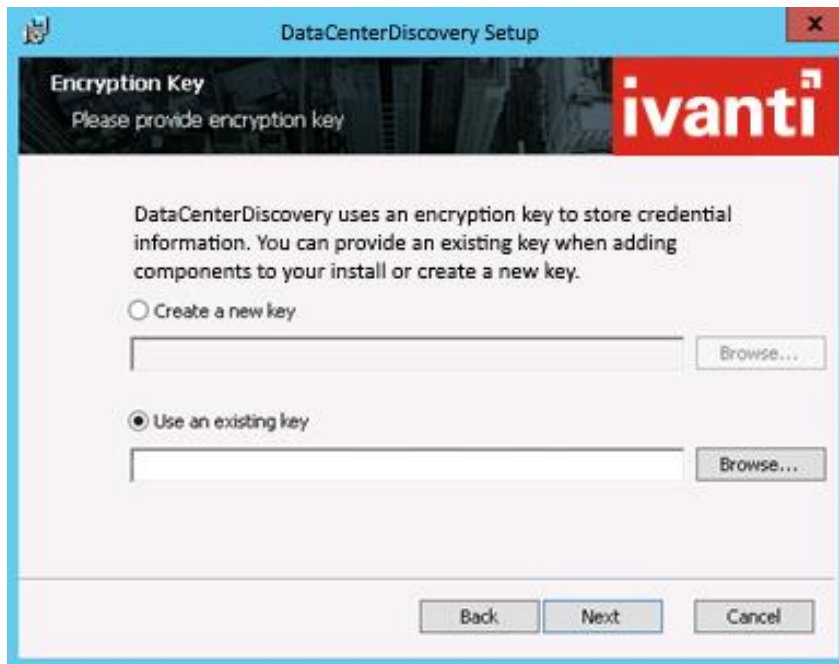 DataCenterDiscovery Setup
x
Encryption Key
Please provide encryption key
ivanti
DataCenterDiscovery uses an encryption key to store credential
information. You can provide an existing key when adding
components to your install or create a new key.
Create a new key
Browse...
Use an existing key
Browse...
Back Next Cancel